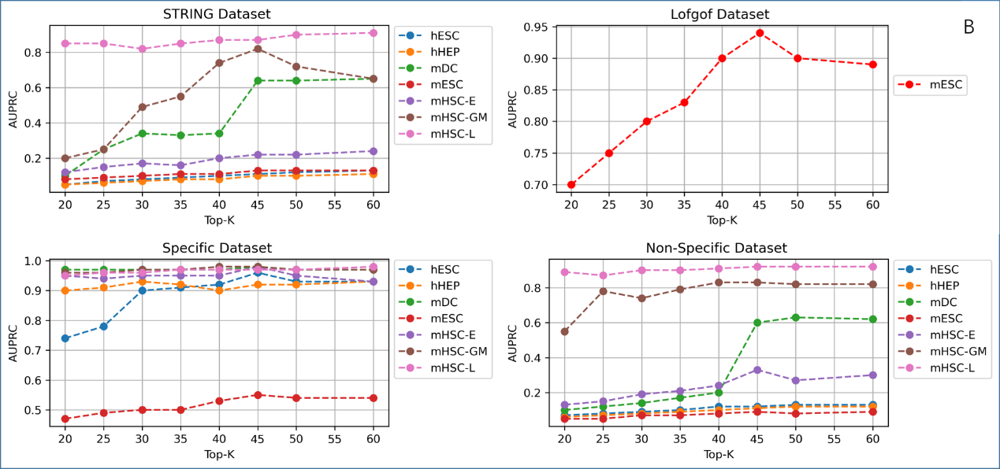 STRING Dataset
AUPRC
0.8
0.6
0.4
0.2
20 25 30 35 40 45 50 55 60
Top-K
hESC
hHEP
mDC
mESC
mHSC-E
mHSC-GM
mHSC-L
Lofgof Dataset
B
AUPRC
0.95
0.90
0.85
0.80
0.75
0.70
20 25 30 35 40 45 50 55 60
Top-K
mESC
Specific Dataset
AUPRC
1.0
0.9
0.8
0.7
0.6
0.5
20 25 30 35 40 45 50 55 60
Top-K
hESC
hHEP
mDC
mESC
mHSC-E
mHSC-GM
mHSC-L
Non-Specific Dataset
AUPRC
0.8
0.6
0.4
0.2
20 25 30 35 40 45 50 55 60
Top-K
hESC
hHEP
mDC
mESC
mHSC-E
mHSC-GM
mHSC-L